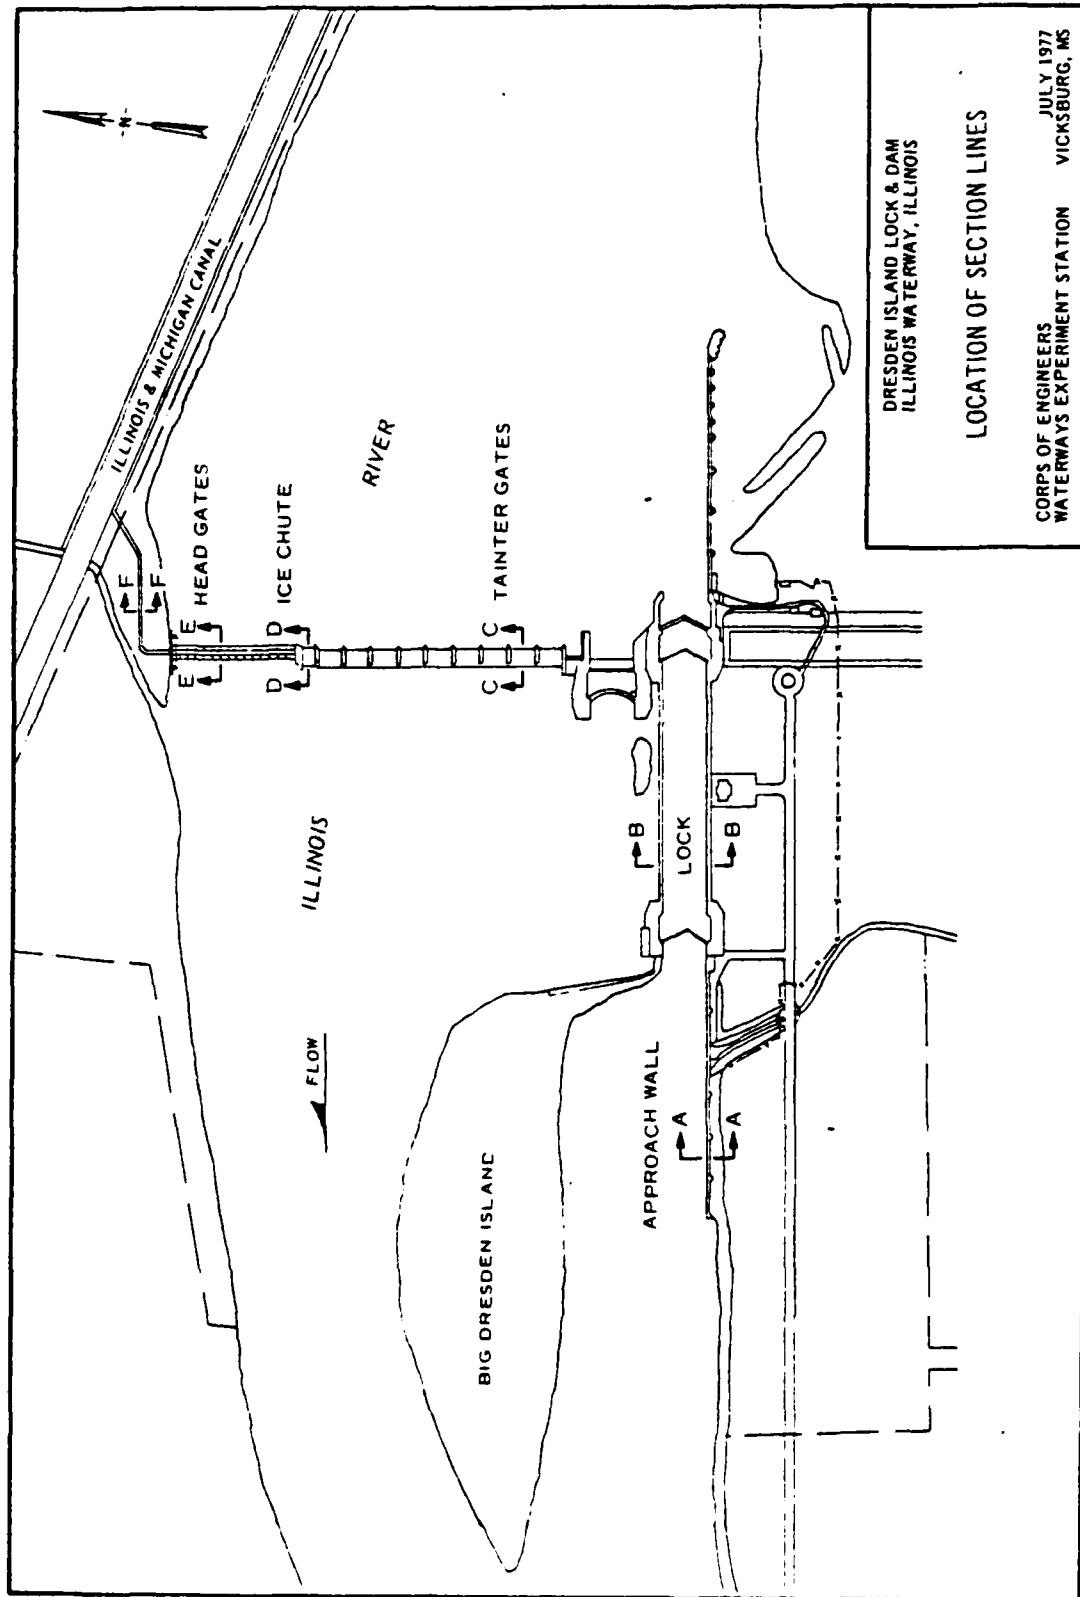 N
ILLINOIS & MICHIGAN CANAL
F
F
HEAD GATES
E
E
ICE CHUTE
D
D
RIVER
TAINTER GATES
C
C
ILLINOIS
FLOW
B
B
LOCK
BIG DRESDEN ISLAND
APPROACH WALL
A
A
DRESDEN ISLAND LOCK & DAM
ILLINOIS WATERWAY, ILLINOIS
LOCATION OF SECTION LINES
CORPS OF ENGINEERS JULY 1977
WATERWAYS EXPERIMENT STATION VICKSBURG, MS